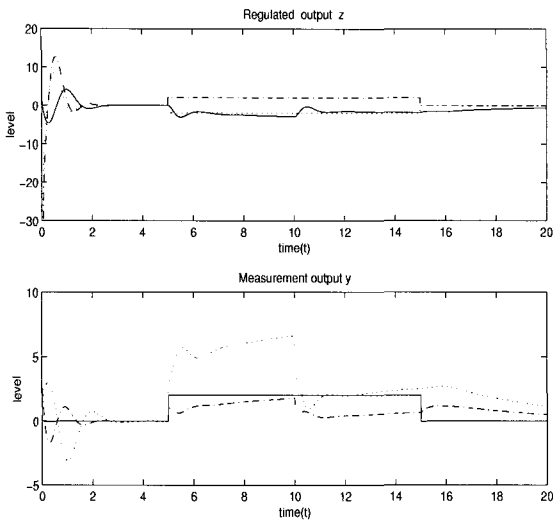 Regulated output z
20
10
0
−10
−20
−30
level
0 2 4 6 8 10 12 14 16 18 20
time(t)
Measurement output y
10
5
0
−5
level
0 2 4 6 8 10 12 14 16 18 20
time(t)